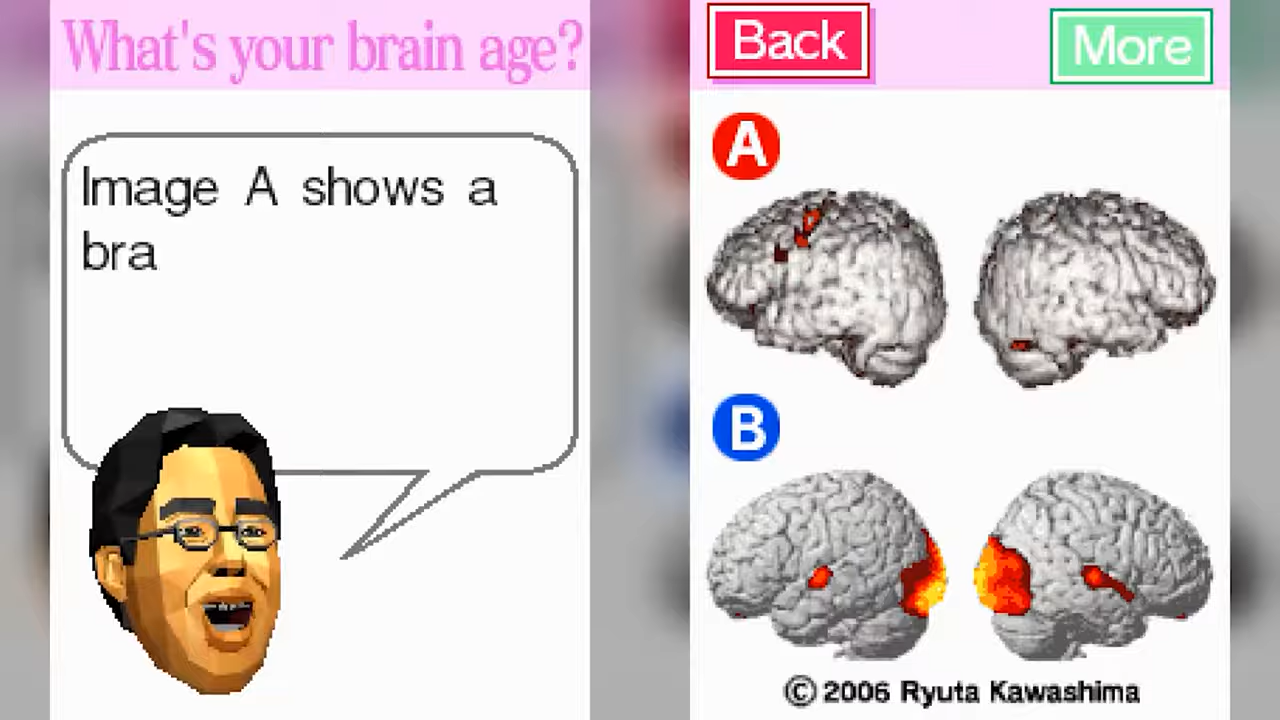 What's your brain age?
Image A shows a
bra
Back
More
A
B
© 2006 Ryuta Kawashima